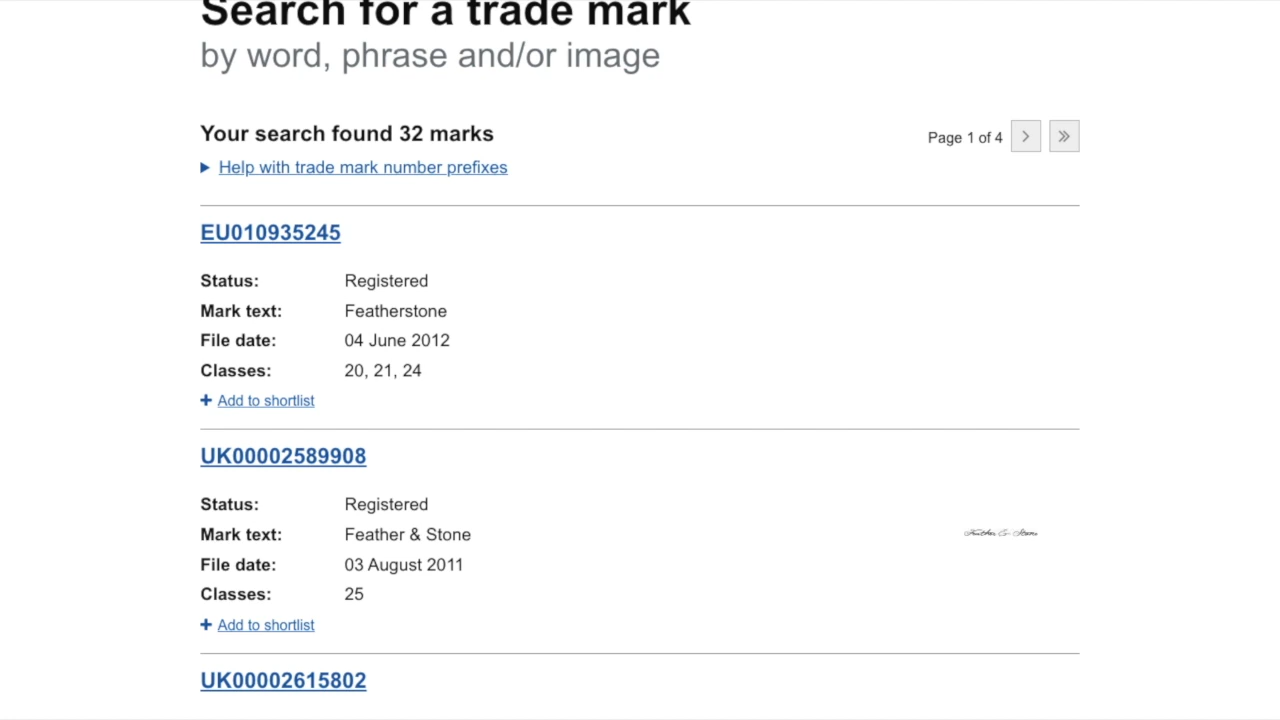 Search for a trade mark
by word, phrase and/or image
Your search found 32 marks
Page 1 of 4
Help with trade mark number prefixes
EU010935245
Status: Registered
Mark text: Featherstone
File date: 04 June 2012
Classes: 20, 21, 24
+ Add to shortlist
UK00002589908
Status: Registered
Mark text: Feather & Stone
Feather & Stone
File date: 03 August 2011
Classes: 25
+ Add to shortlist
UK00002615802